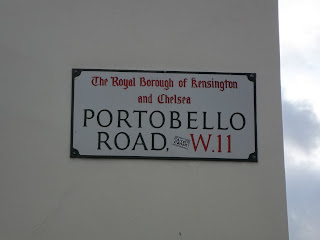 The Royal Borough of Kensington
and Chelsea
PORTOBELLO
ROAD, W.11